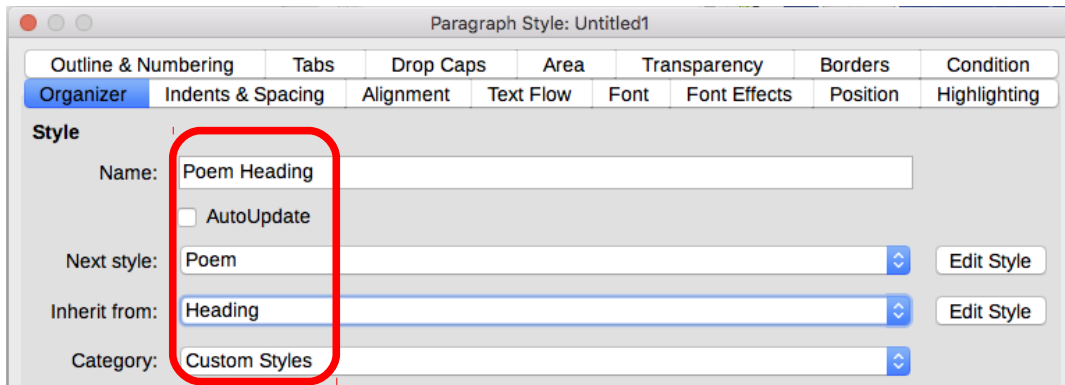 Paragraph Style: Untitled1
Outline & Numbering Tabs Drop Caps Area Transparency Borders Condition
Organizer Indents & Spacing Alignment Text Flow Font Font Effects Position Highlighting
Style
Name: Poem Heading
AutoUpdate
Next style: Poem Edit Style
Inherit from: Heading Edit Style
Category: Custom Styles